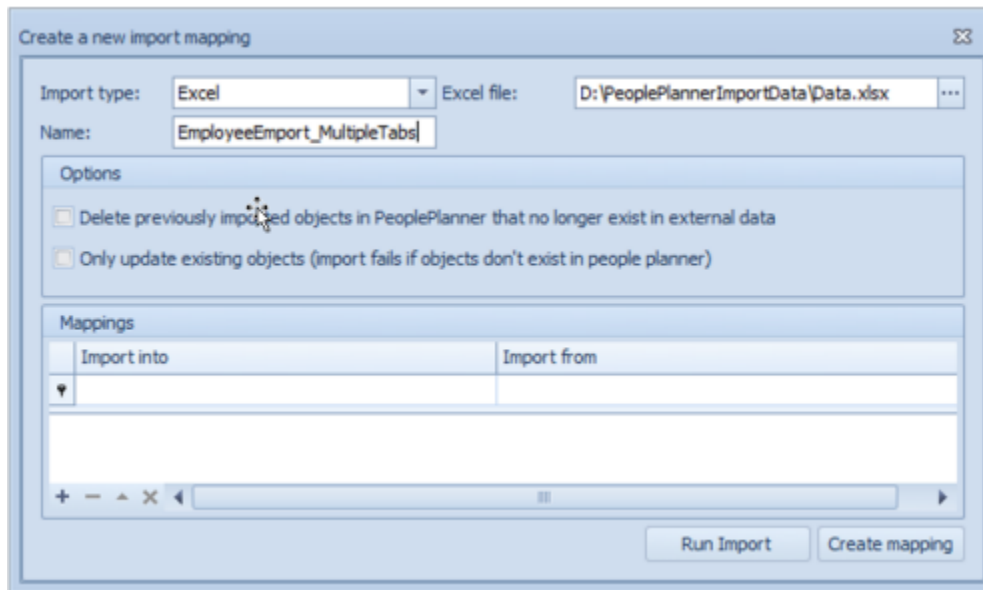 Create a new import mapping
Import type: Excel Excel file: D:\PeoplePlannerImportData\Data.xlsx ...
Name: EmployeeEmport_MultipleTabs
Options
Delete previously imported objects in PeoplePlanner that no longer exist in external data
Only update existing objects (import fails if objects don't exist in people planner)
Mappings
Import into Import from
Run Import Create mapping